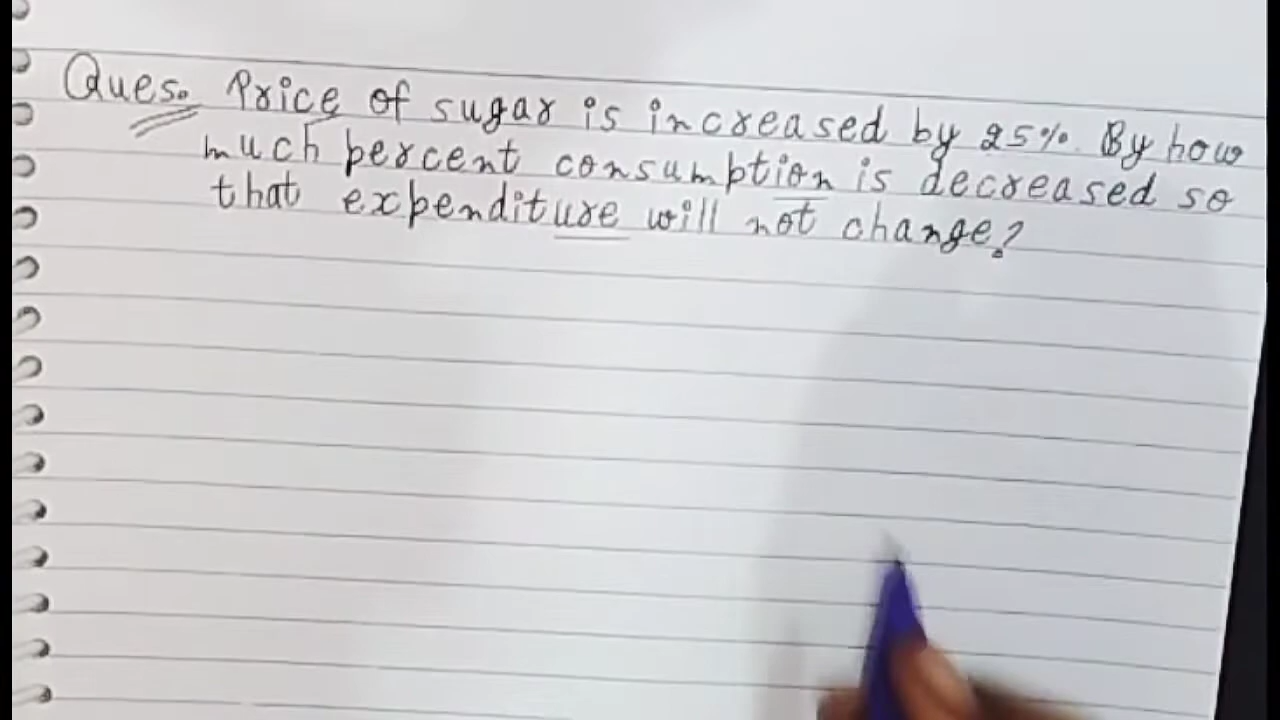 Ques. Price of sugar is increased by 25%. By how
much percent consumption is decreased so
that expenditure will not change?